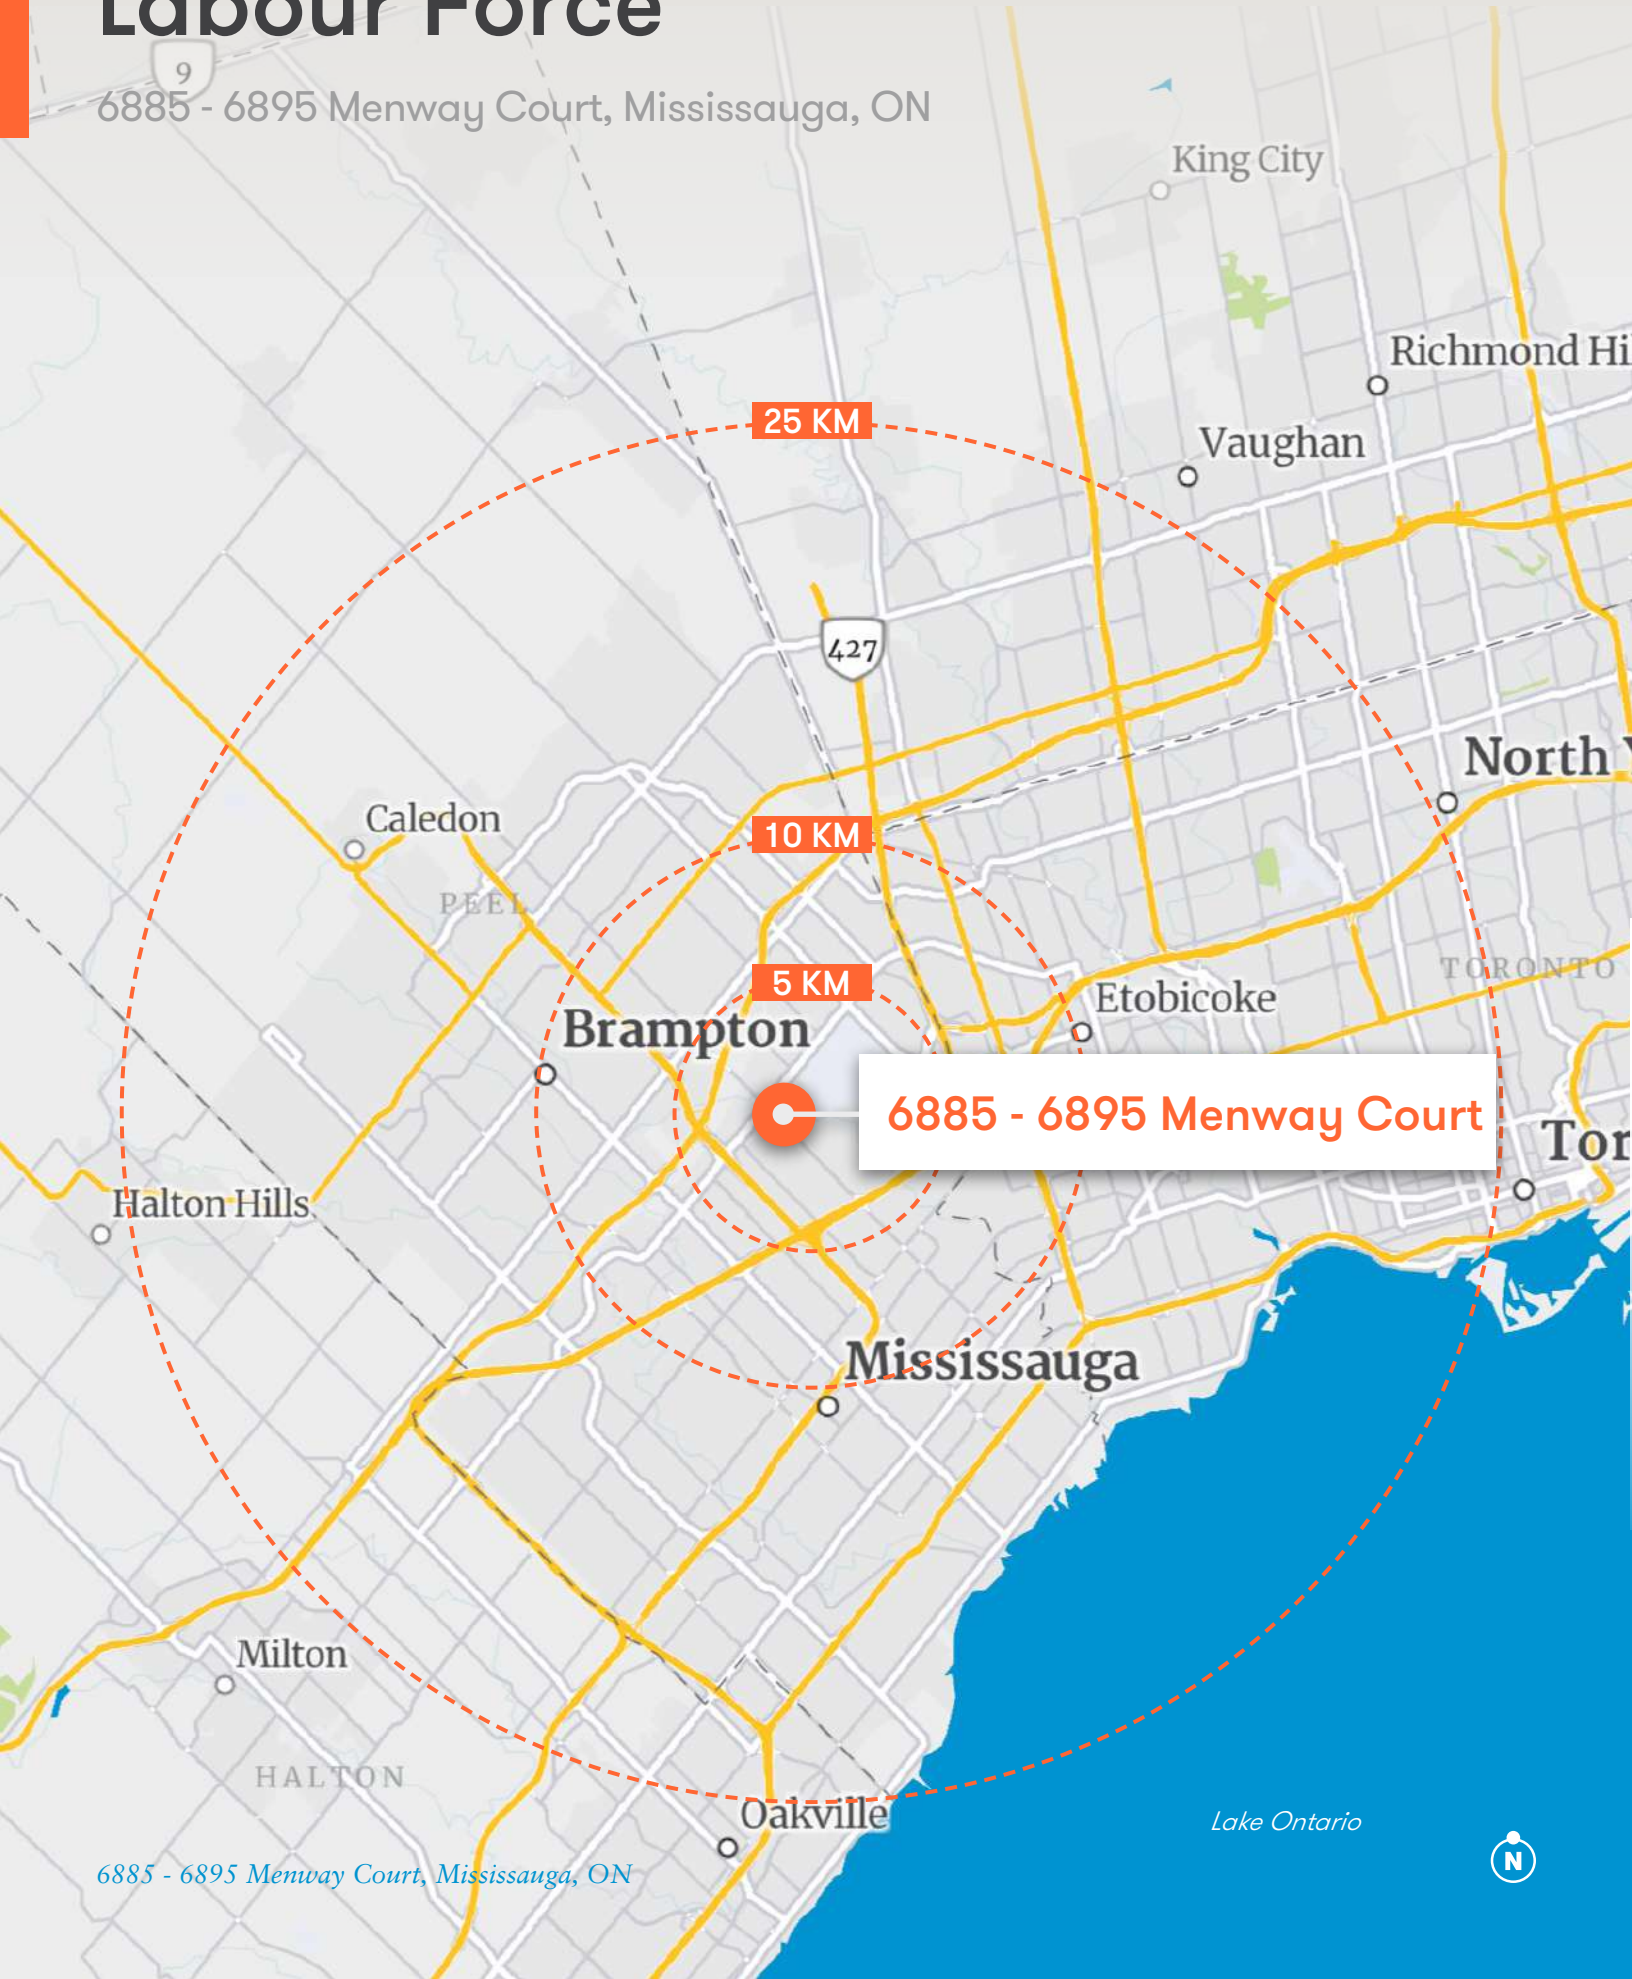 Labour Force
9
6885 - 6895 Menway Court, Mississauga, ON
King City
Richmond Hi
25 KM
Vaughan
427
North Y
Caledon
10 KM
PEEL
TORONTO
5 KM
Etobicoke
Brampton
6885 - 6895 Menway Court
Tor
Halton Hills
Mississauga
Milton
HALTON
Oakville
Lake Ontario
N
6885 - 6895 Menway Court, Mississauga, ON